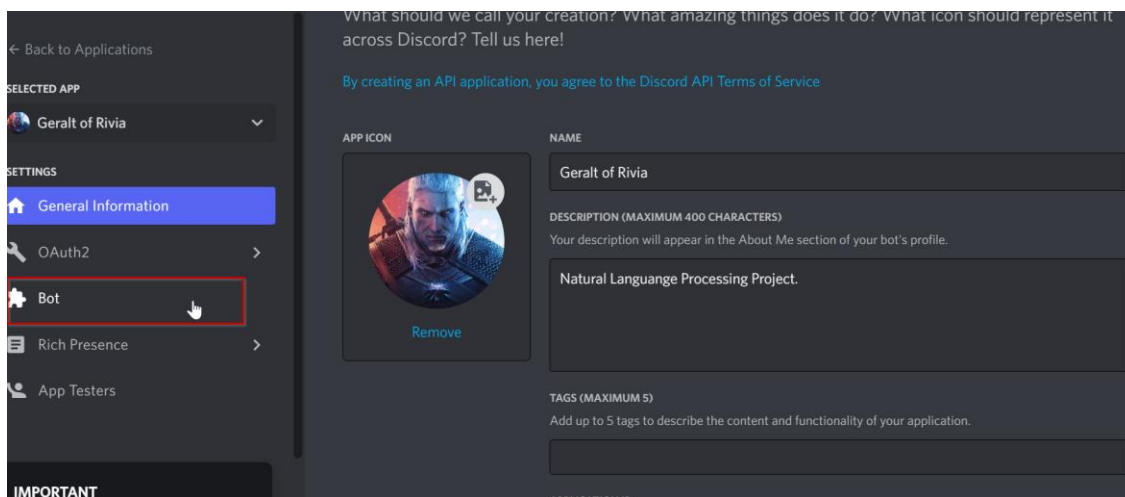 ← Back to Applications
SELECTED APP
Geralt of Rivia
SETTINGS
General Information
OAuth2
Bot
Rich Presence
App Testers
IMPORTANT
What should we call your creation? What amazing things does it do? What icon should represent it
across Discord? Tell us here!
By creating an API application, you agree to the Discord API Terms of Service
APP ICON
Remove
NAME
Geralt of Rivia
DESCRIPTION (MAXIMUM 400 CHARACTERS)
Your description will appear in the About Me section of your bot's profile.
Natural Languange Processing Project.
TAGS (MAXIMUM 5)
Add up to 5 tags to describe the content and functionality of your application.